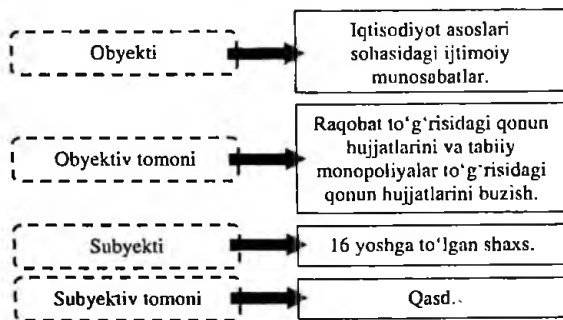 Obyekti
Iqtisodiyot asoslari
sohasidagi ijtimoiy
munosabatlar.
Obyektiv tomoni
Raqobat to‘g‘risidagi qonun
hujjatlarini va tabiiy
monopoliyalar to‘g‘risidagi
qonun hujjatlarini buzish.
Subyekti
16 yoshga to‘lgan shaxs.
Subyektiv tomoni
Qasd.